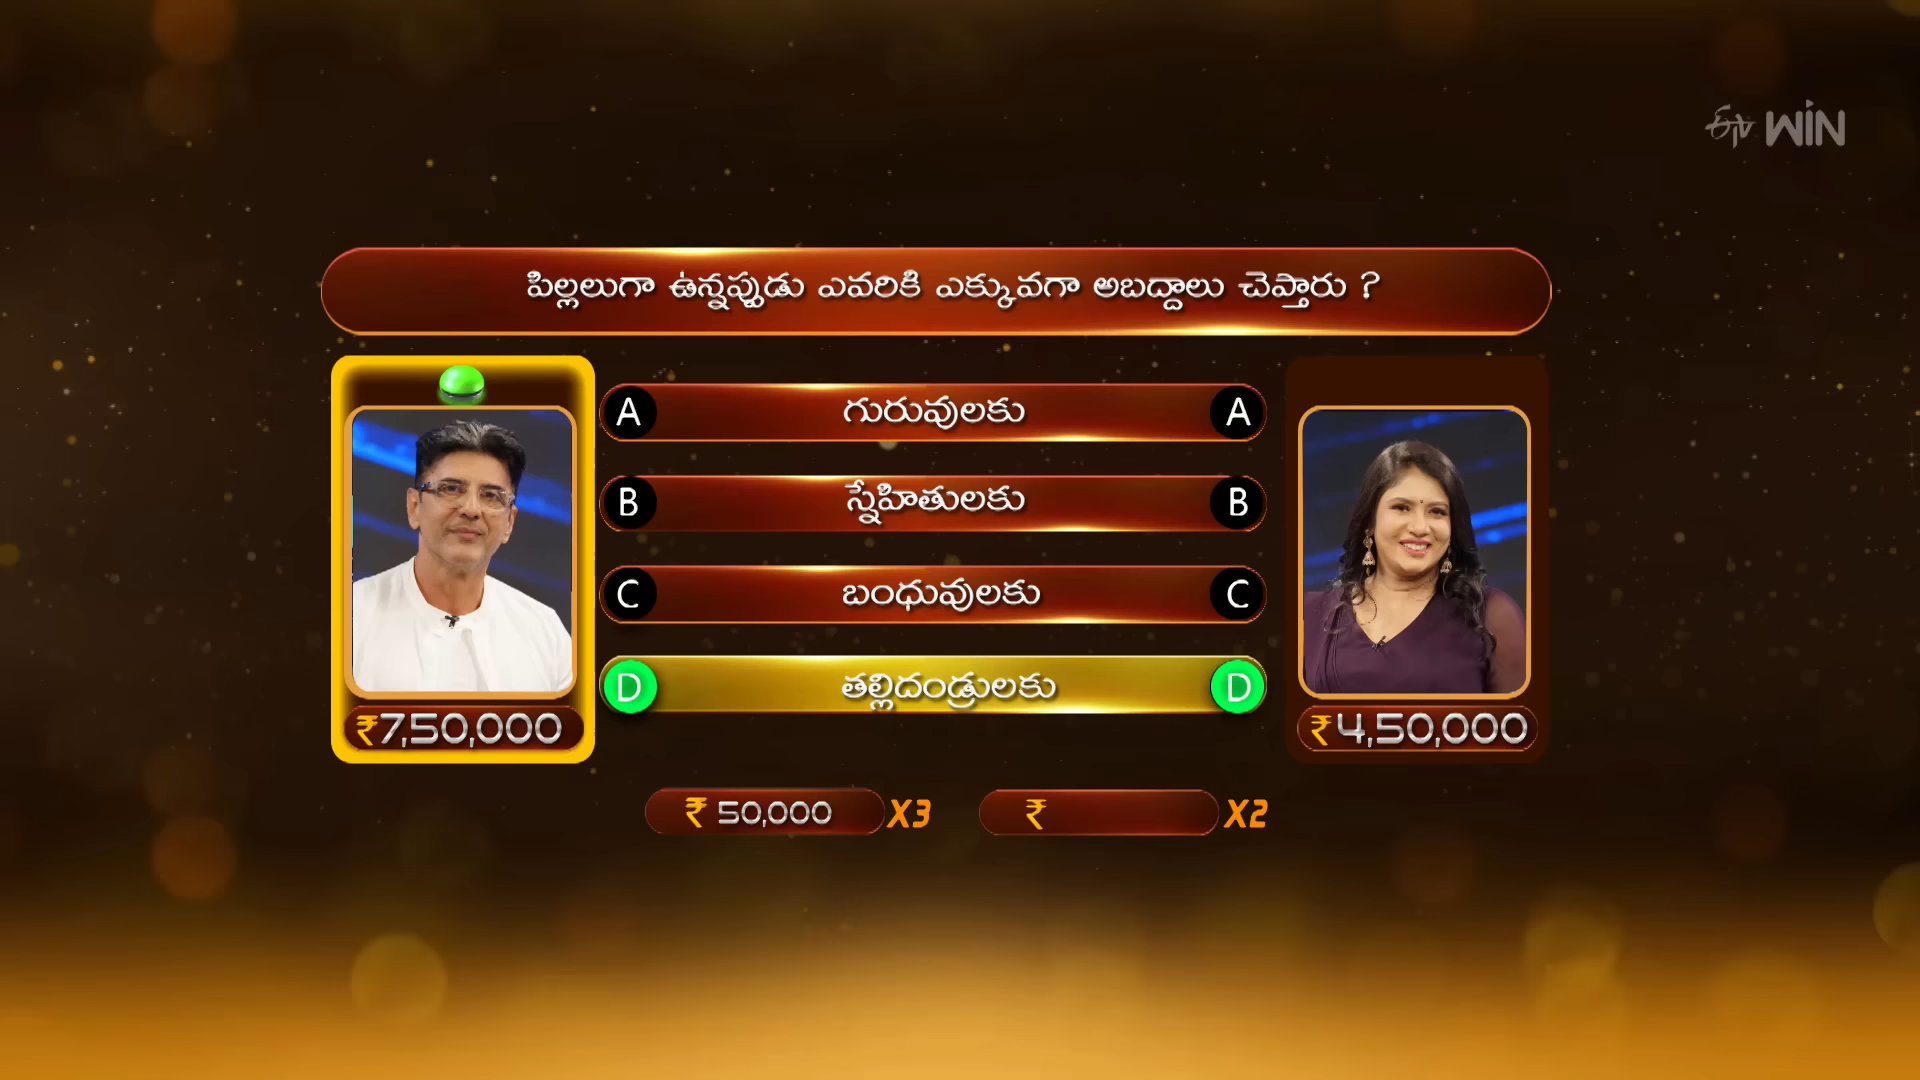 ఈtv WIN
పిల్లలుగా ఉన్నప్పుడు ఎవరికి ఎక్కువగా అబద్దాలు చెప్తారు ?
A గురువులకు A
B స్నేహితులకు B
C బంధువులకు C
D తల్లిదండ్రులకు D
₹7,50,000
₹4,50,000
₹ 50,000 X3
₹ X2